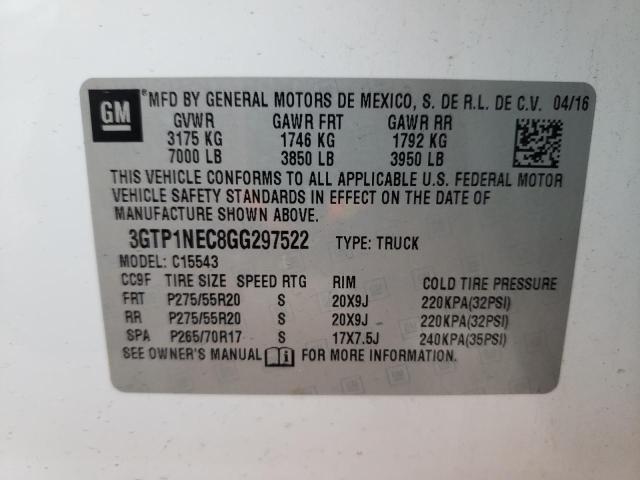 GM ® MFD BY GENERAL MOTORS DE MEXICO, S. DE R.L. DE C.V. 04/16
GVWR GAWR FRT GAWR RR
3175 KG 1746 KG 1792 KG
7000 LB 3850 LB 3950 LB
THIS VEHICLE CONFORMS TO ALL APPLICABLE U.S. FEDERAL MOTOR
VEHICLE SAFETY STANDARDS IN EFFECT ON THE DATE OF
MANUFACTURE SHOWN ABOVE.
3GTP1NEC8GG297522 TYPE: TRUCK
MODEL: C15543
CC9F TIRE SIZE SPEED RTG RIM COLD TIRE PRESSURE
FRT P275/55R20 S 20X9J 220KPA(32PSI)
RR P275/55R20 S 20X9J 220KPA(32PSI)
SPA P265/70R17 S 17X7.5J 240KPA(35PSI)
SEE OWNER'S MANUAL FOR MORE INFORMATION.